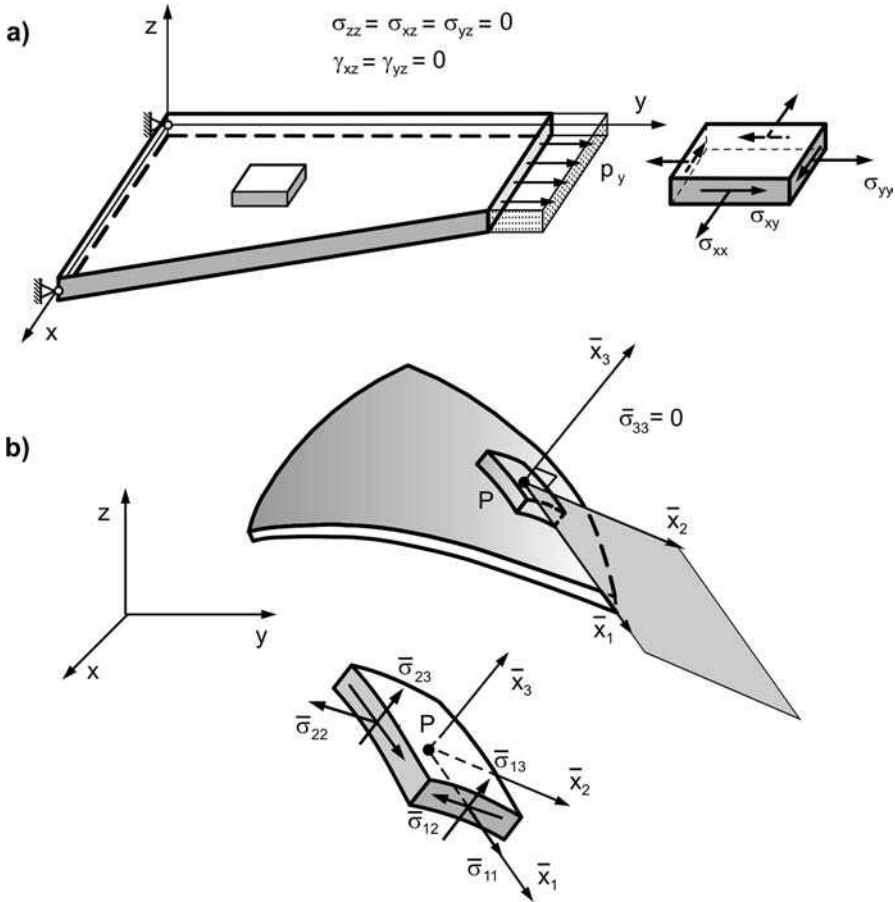 a)
z
σzz = σxz = σyz = 0
γxz = γyz = 0
y
py
σyy
σxy
σxx
x
b)
x̄3
σ̄33 = 0
P
x̄2
z
x̄1
y
x
σ̄23
x̄3
P
σ̄22
σ̄13
x̄2
σ̄12
σ̄11
x̄1